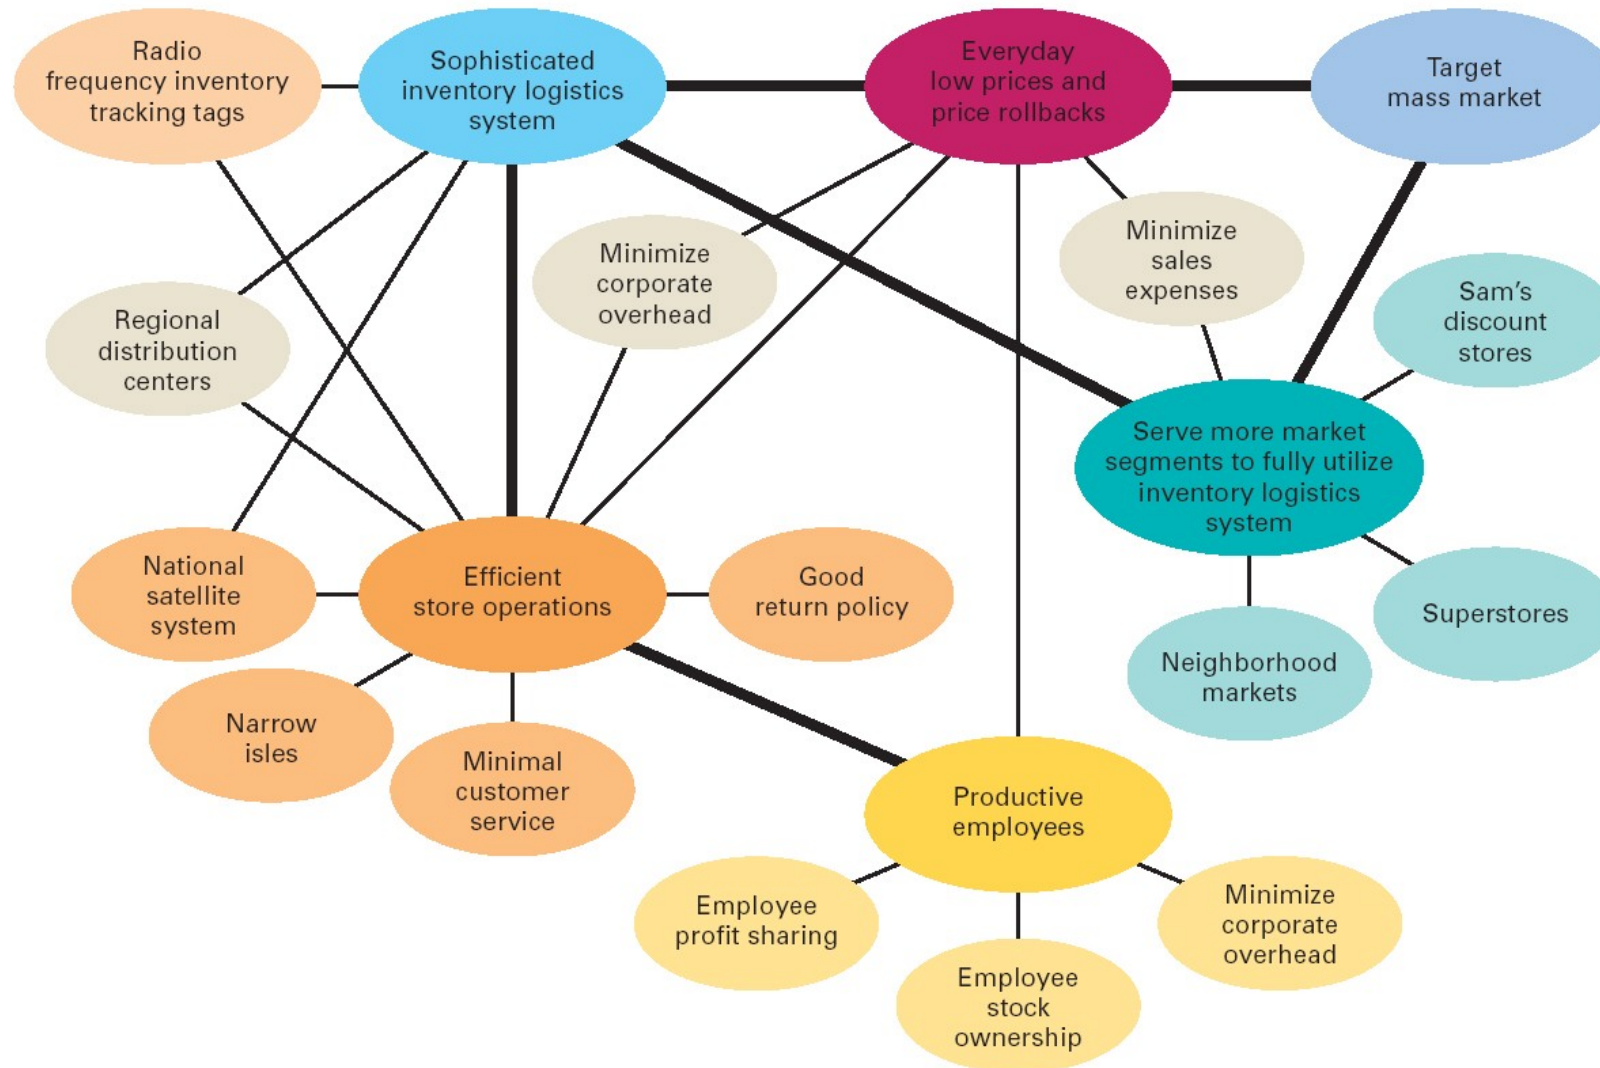 Radio
frequency inventory
tracking tags
Sophisticated
inventory logistics
system
Everyday
low prices and
price rollbacks
Target
mass market
Minimize
corporate
overhead
Minimize
sales
expenses
Regional
distribution
centers
Sam's
discount
stores
Serve more market
segments to fully utilize
inventory logistics
system
National
satellite
system
Efficient
store operations
Good
return policy
Superstores
Neighborhood
markets
Narrow
isles
Minimal
customer
service
Productive
employees
Employee
profit sharing
Employee
stock
ownership
Minimize
corporate
overhead